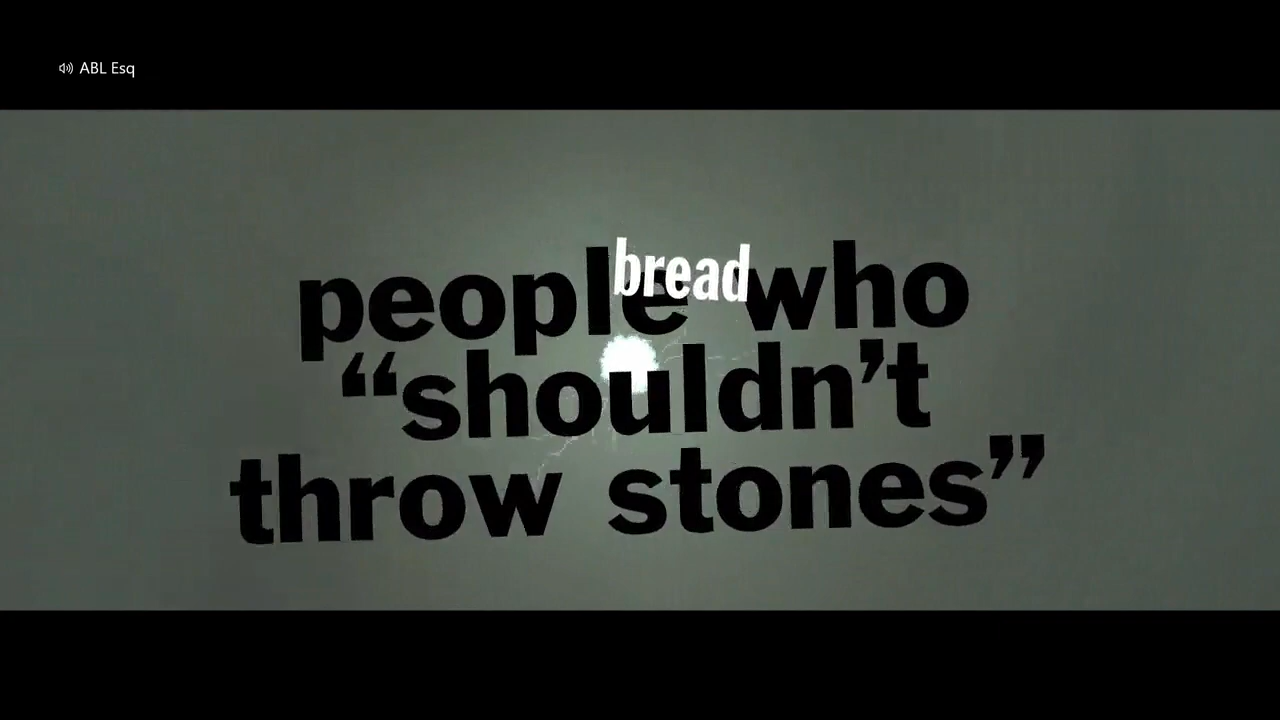 ABL Esq
bread
people who
“shouldn’t
throw stones”